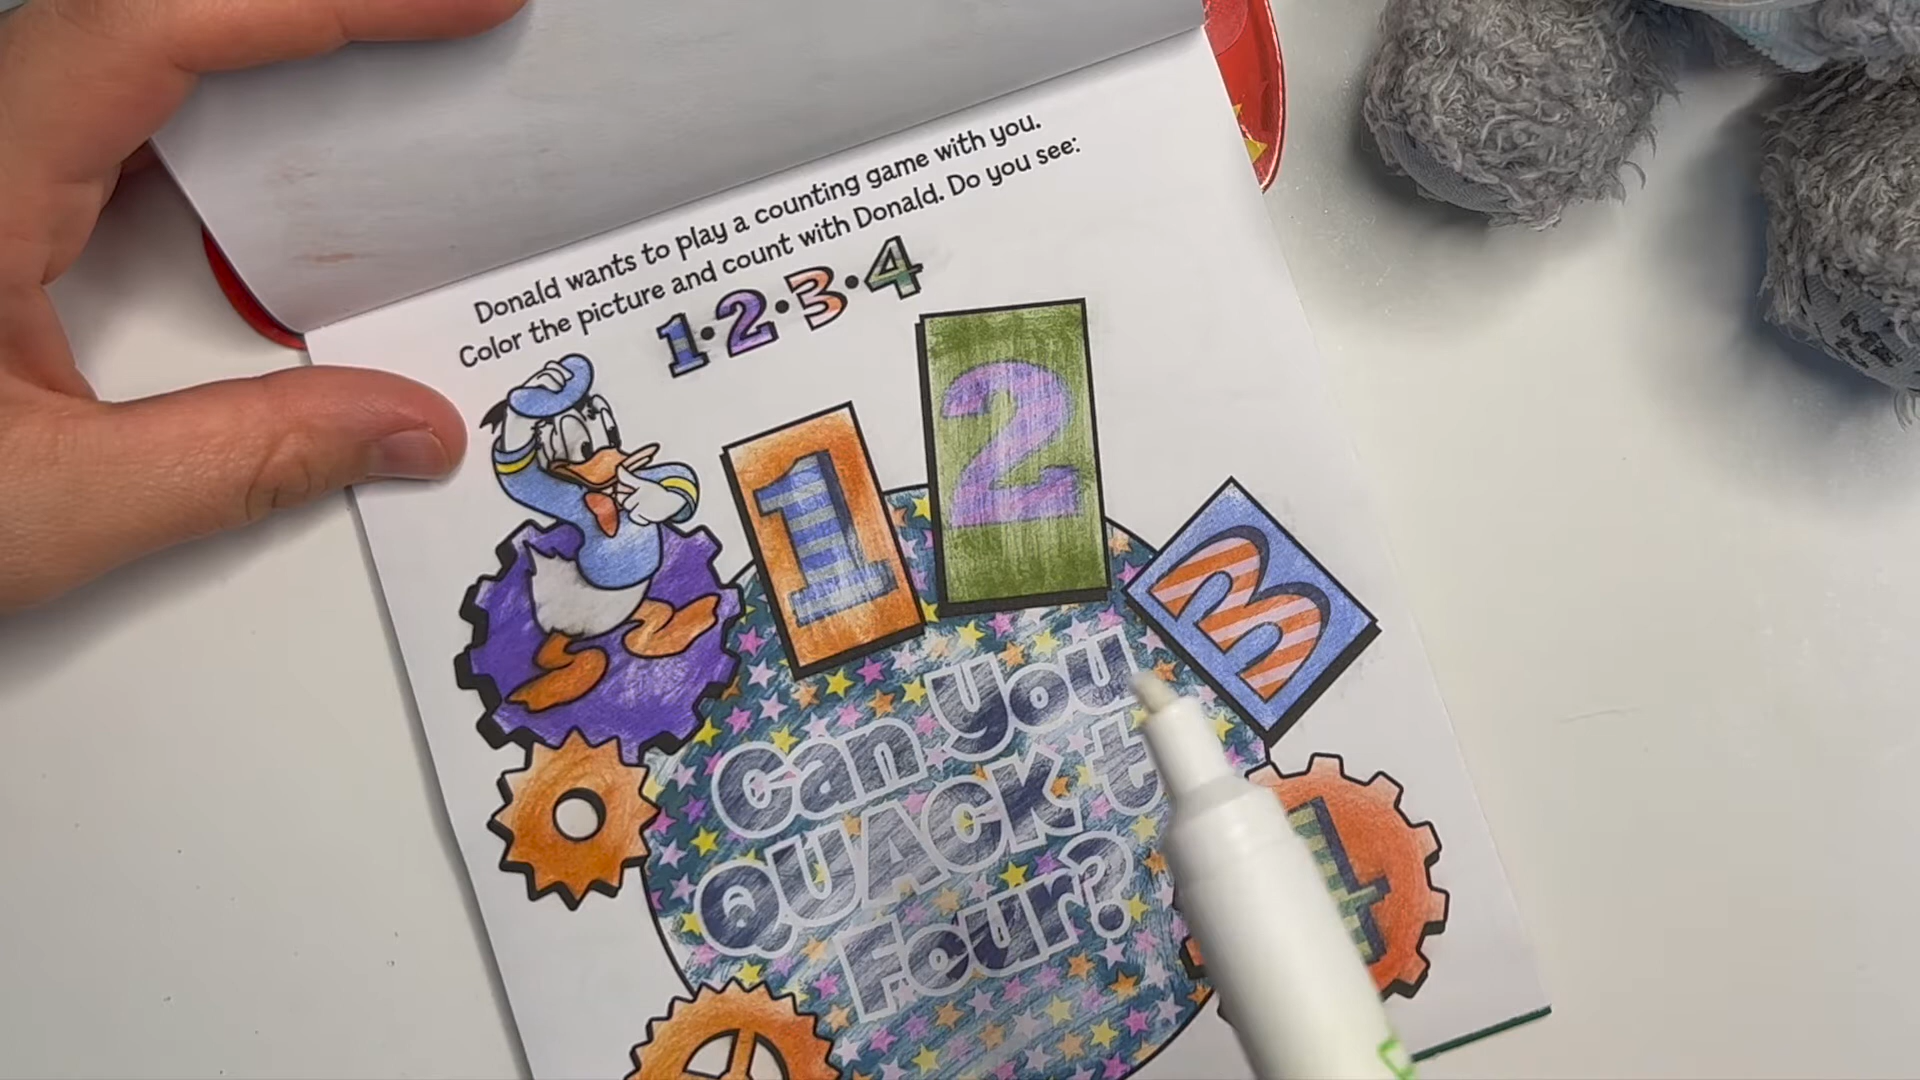 Donald wants to play a counting game with you.
Color the picture and count with Donald. Do you see:
1·2·3·4
1
2
3
Can You
QUACK t
Four?
4